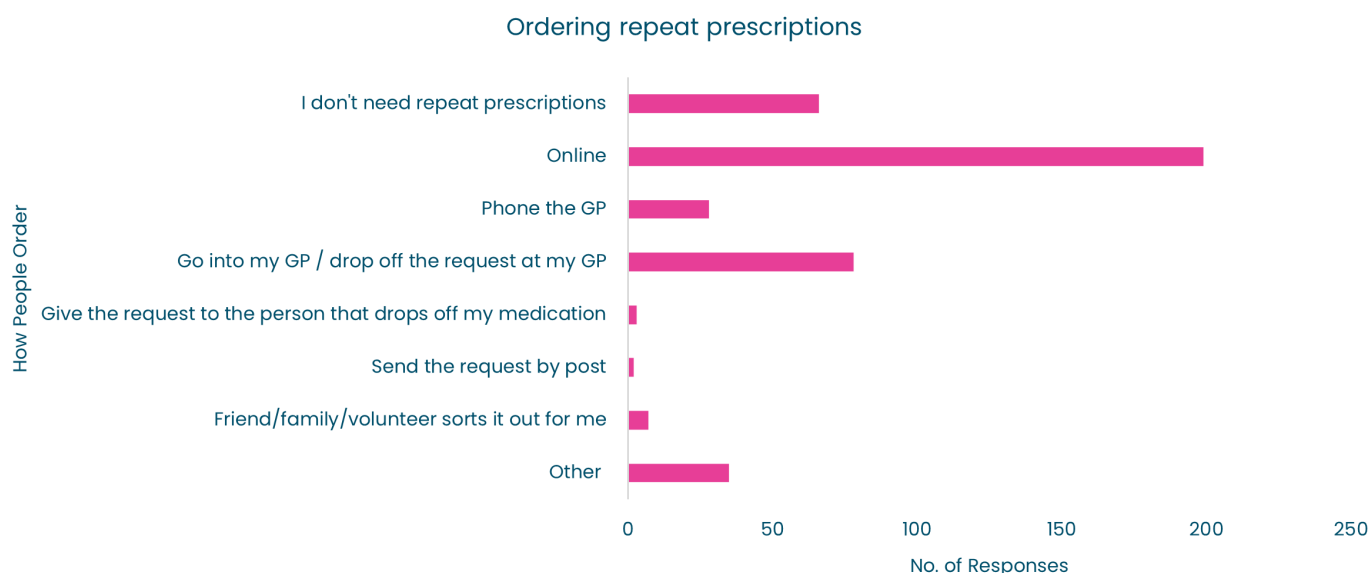 Ordering repeat prescriptions
How People Order
I don't need repeat prescriptions
Online
Phone the GP
Go into my GP / drop off the request at my GP
Give the request to the person that drops off my medication
Send the request by post
Friend/family/volunteer sorts it out for me
Other
0 50 100 150 200 250
No. of Responses